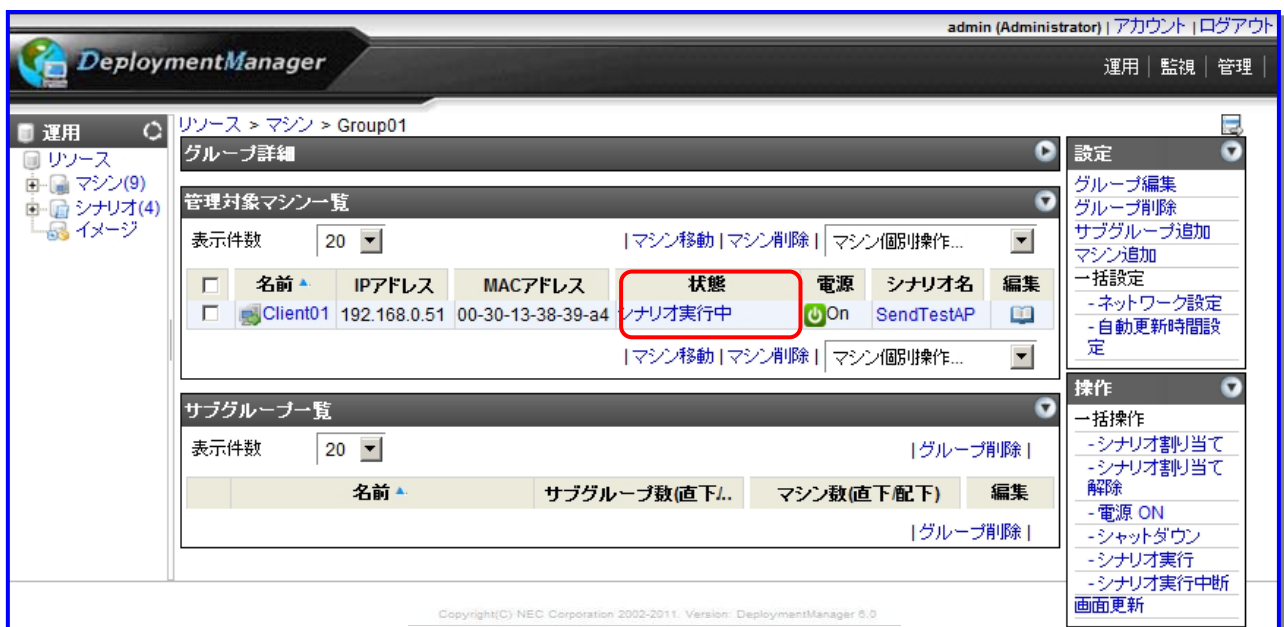 admin (Administrator) | アカウント | ログアウト
DeploymentManager
運用 | 監視 | 管理 |
運用
リソース
マシン(9)
シナリオ(4)
イメージ
リソース > マシン > Group01
グループ詳細
管理対象マシン一覧
表示件数 20 | マシン移動 | マシン削除 | マシン個別操作...
名前 IPアドレス MACアドレス 状態 電源 シナリオ名 編集
Client01 192.168.0.51 00-30-13-38-39-a4 シナリオ実行中 On SendTestAP
| マシン移動 | マシン削除 | マシン個別操作...
サブグループ一覧
表示件数 20 | グループ削除 |
名前 サブグループ数(直下/.. マシン数(直下/配下) 編集
| グループ削除 |
設定
グループ編集
グループ削除
サブグループ追加
マシン追加
一括設定
- ネットワーク設定
- 自動更新時間設
定
操作
一括操作
- シナリオ割り当て
- シナリオ割り当て
解除
- 電源 ON
- シャットダウン
- シナリオ実行
- シナリオ実行中断
画面更新
Copyright(C) NEC Corporation 2002-2011. Version: DeploymentManager 6.0